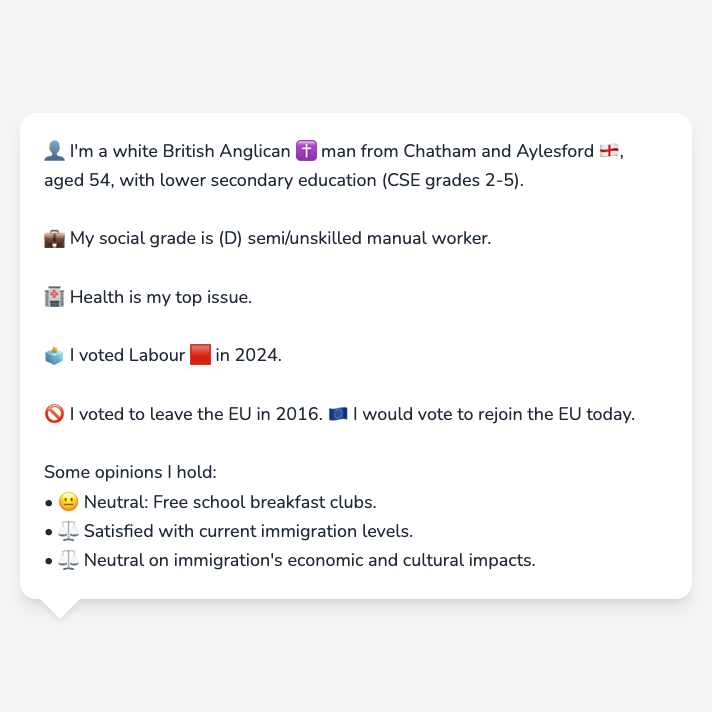 👤 I'm a white British Anglican ✝️ man from Chatham and Aylesford 🏴󠁧󠁢󠁥󠁮󠁧󠁿,
aged 54, with lower secondary education (CSE grades 2-5).
💼 My social grade is (D) semi/unskilled manual worker.
🏥 Health is my top issue.
🗳️ I voted Labour 🟥 in 2024.
🚫 I voted to leave the EU in 2016. 🇪🇺 I would vote to rejoin the EU today.
Some opinions I hold:
• 😐 Neutral: Free school breakfast clubs.
• ⚖️ Satisfied with current immigration levels.
• ⚖️ Neutral on immigration's economic and cultural impacts.